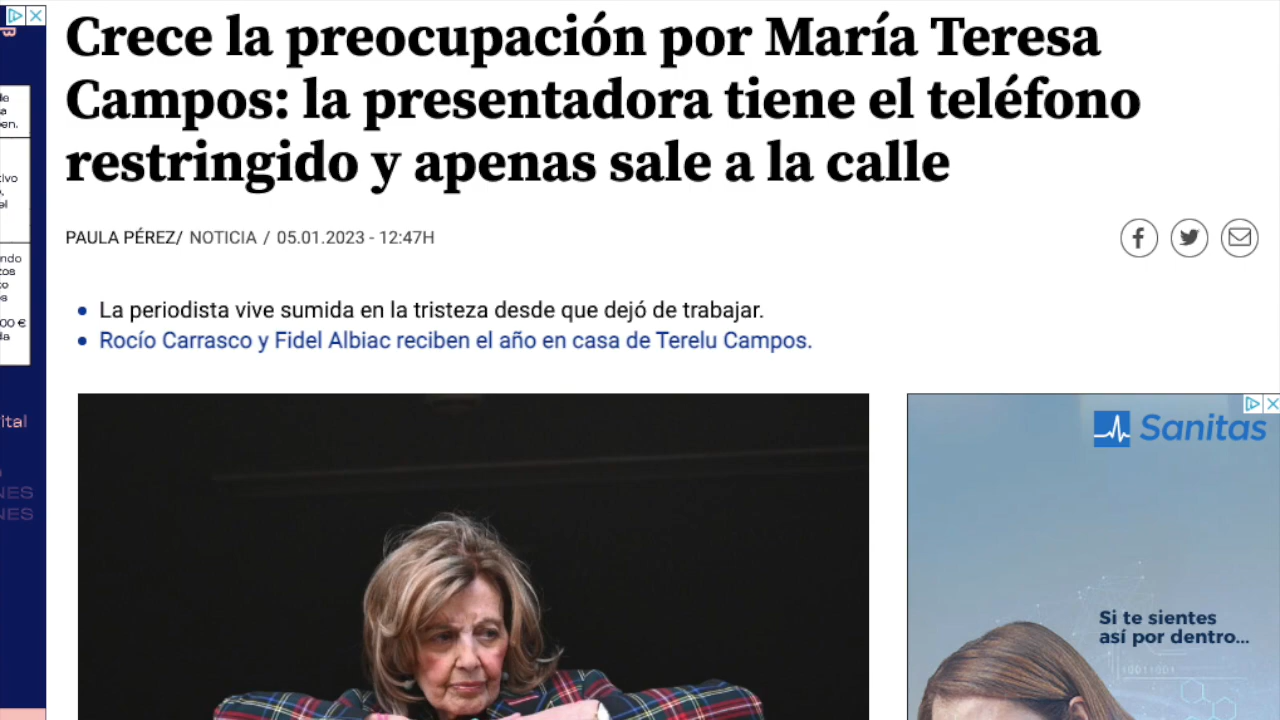 Crece la preocupación por María Teresa
Campos: la presentadora tiene el teléfono
restringido y apenas sale a la calle
PAULA PÉREZ/ NOTICIA / 05.01.2023 - 12:47H
• La periodista vive sumida en la tristeza desde que dejó de trabajar.
• Rocío Carrasco y Fidel Albiac reciben el año en casa de Terelu Campos.
Sanitas
Si te sientes
así por dentro...